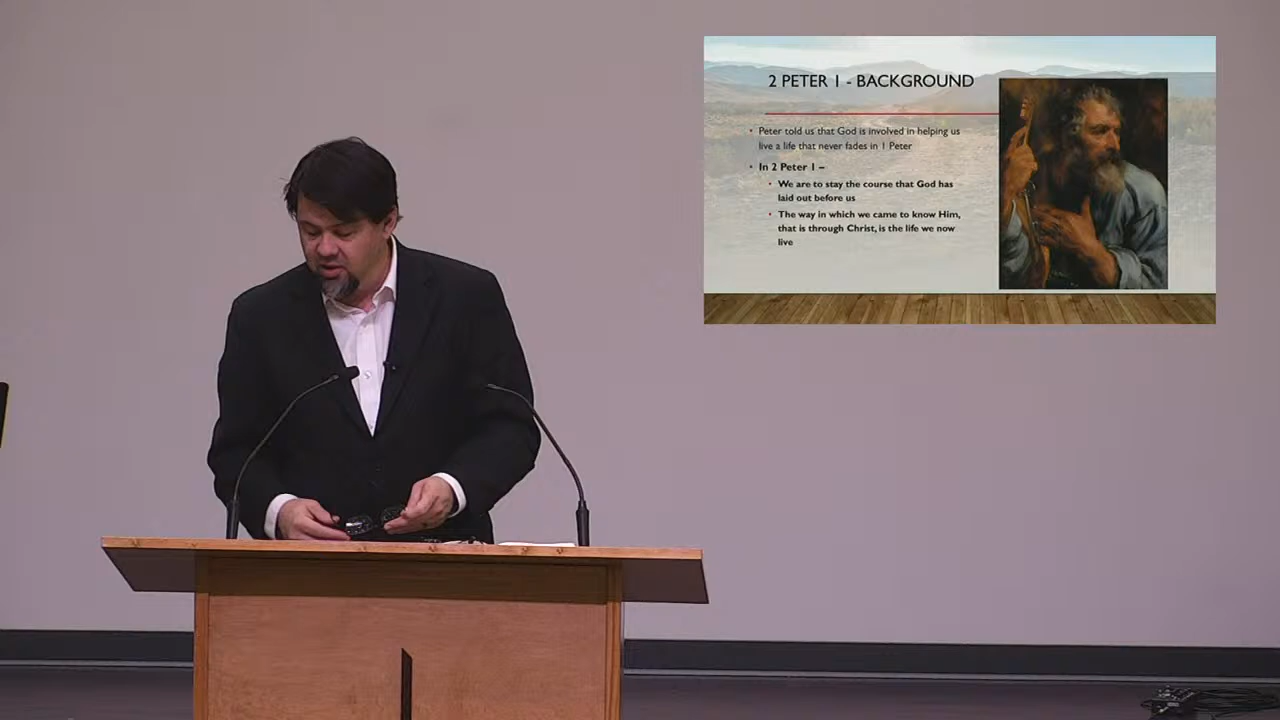 2 PETER 1 - BACKGROUND
• Peter told us that God is involved in helping us
live a life that never fades in 1 Peter
• In 2 Peter 1 –
• We are to stay the course that God has
laid out before us
• The way in which we came to know Him,
that is through Christ, is the life we now
live